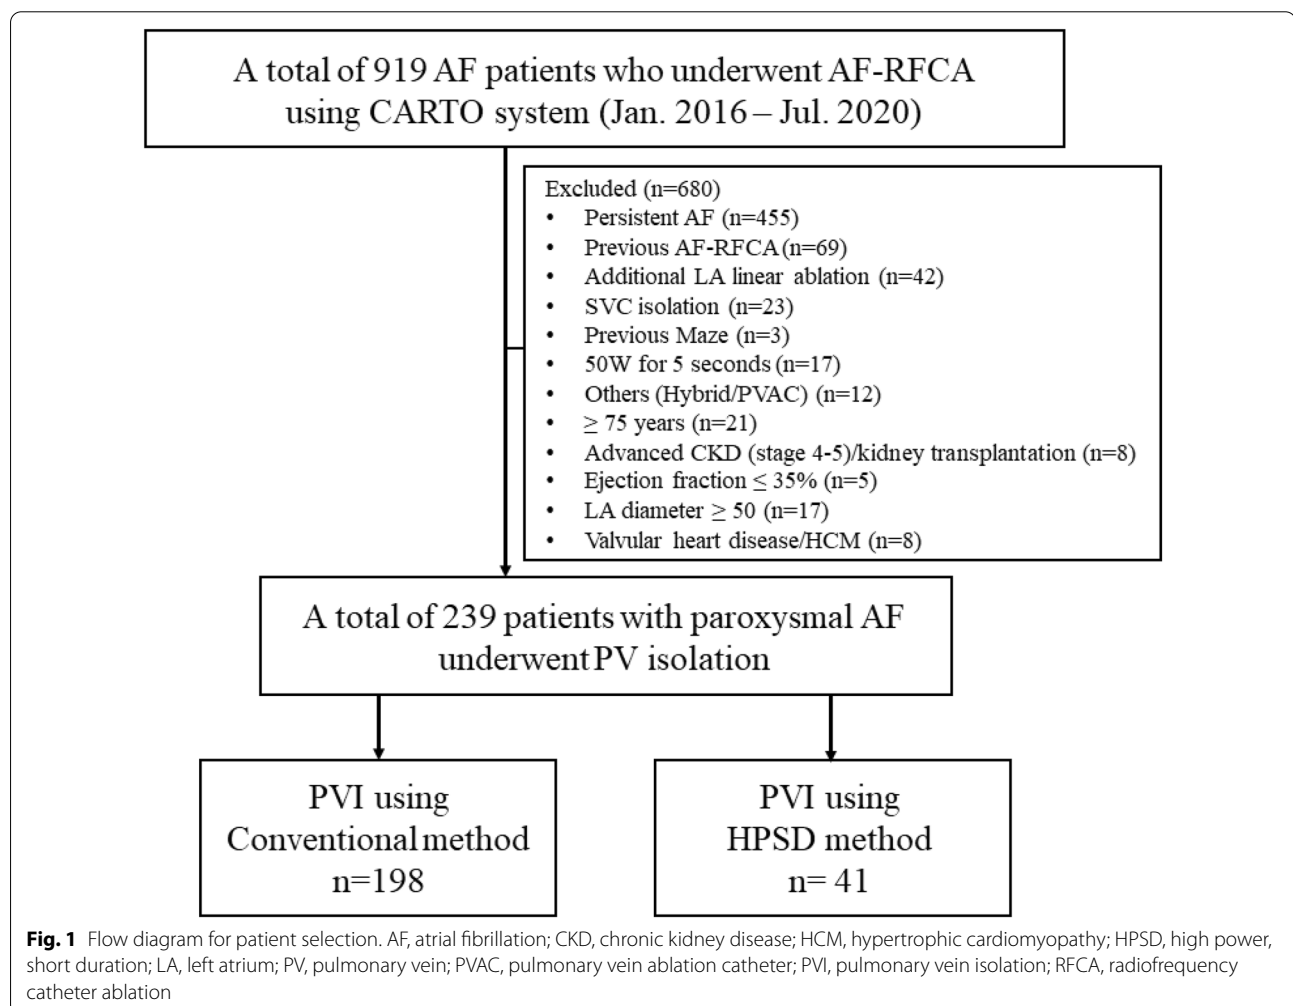 A total of 919 AF patients who underwent AF-RFCA
using CARTO system (Jan. 2016 – Jul. 2020)
Excluded (n=680)
• Persistent AF (n=455)
• Previous AF-RFCA (n=69)
• Additional LA linear ablation (n=42)
• SVC isolation (n=23)
• Previous Maze (n=3)
• 50W for 5 seconds (n=17)
• Others (Hybrid/PVAC) (n=12)
• ≥ 75 years (n=21)
• Advanced CKD (stage 4-5)/kidney transplantation (n=8)
• Ejection fraction ≤ 35% (n=5)
• LA diameter ≥ 50 (n=17)
• Valvular heart disease/HCM (n=8)
A total of 239 patients with paroxysmal AF
underwent PV isolation
PVI using
Conventional method
n=198
PVI using
HPSD method
n= 41
Fig. 1 Flow diagram for patient selection. AF, atrial fibrillation; CKD, chronic kidney disease; HCM, hypertrophic cardiomyopathy; HPSD, high power,
short duration; LA, left atrium; PV, pulmonary vein; PVAC, pulmonary vein ablation catheter; PVI, pulmonary vein isolation; RFCA, radiofrequency
catheter ablation